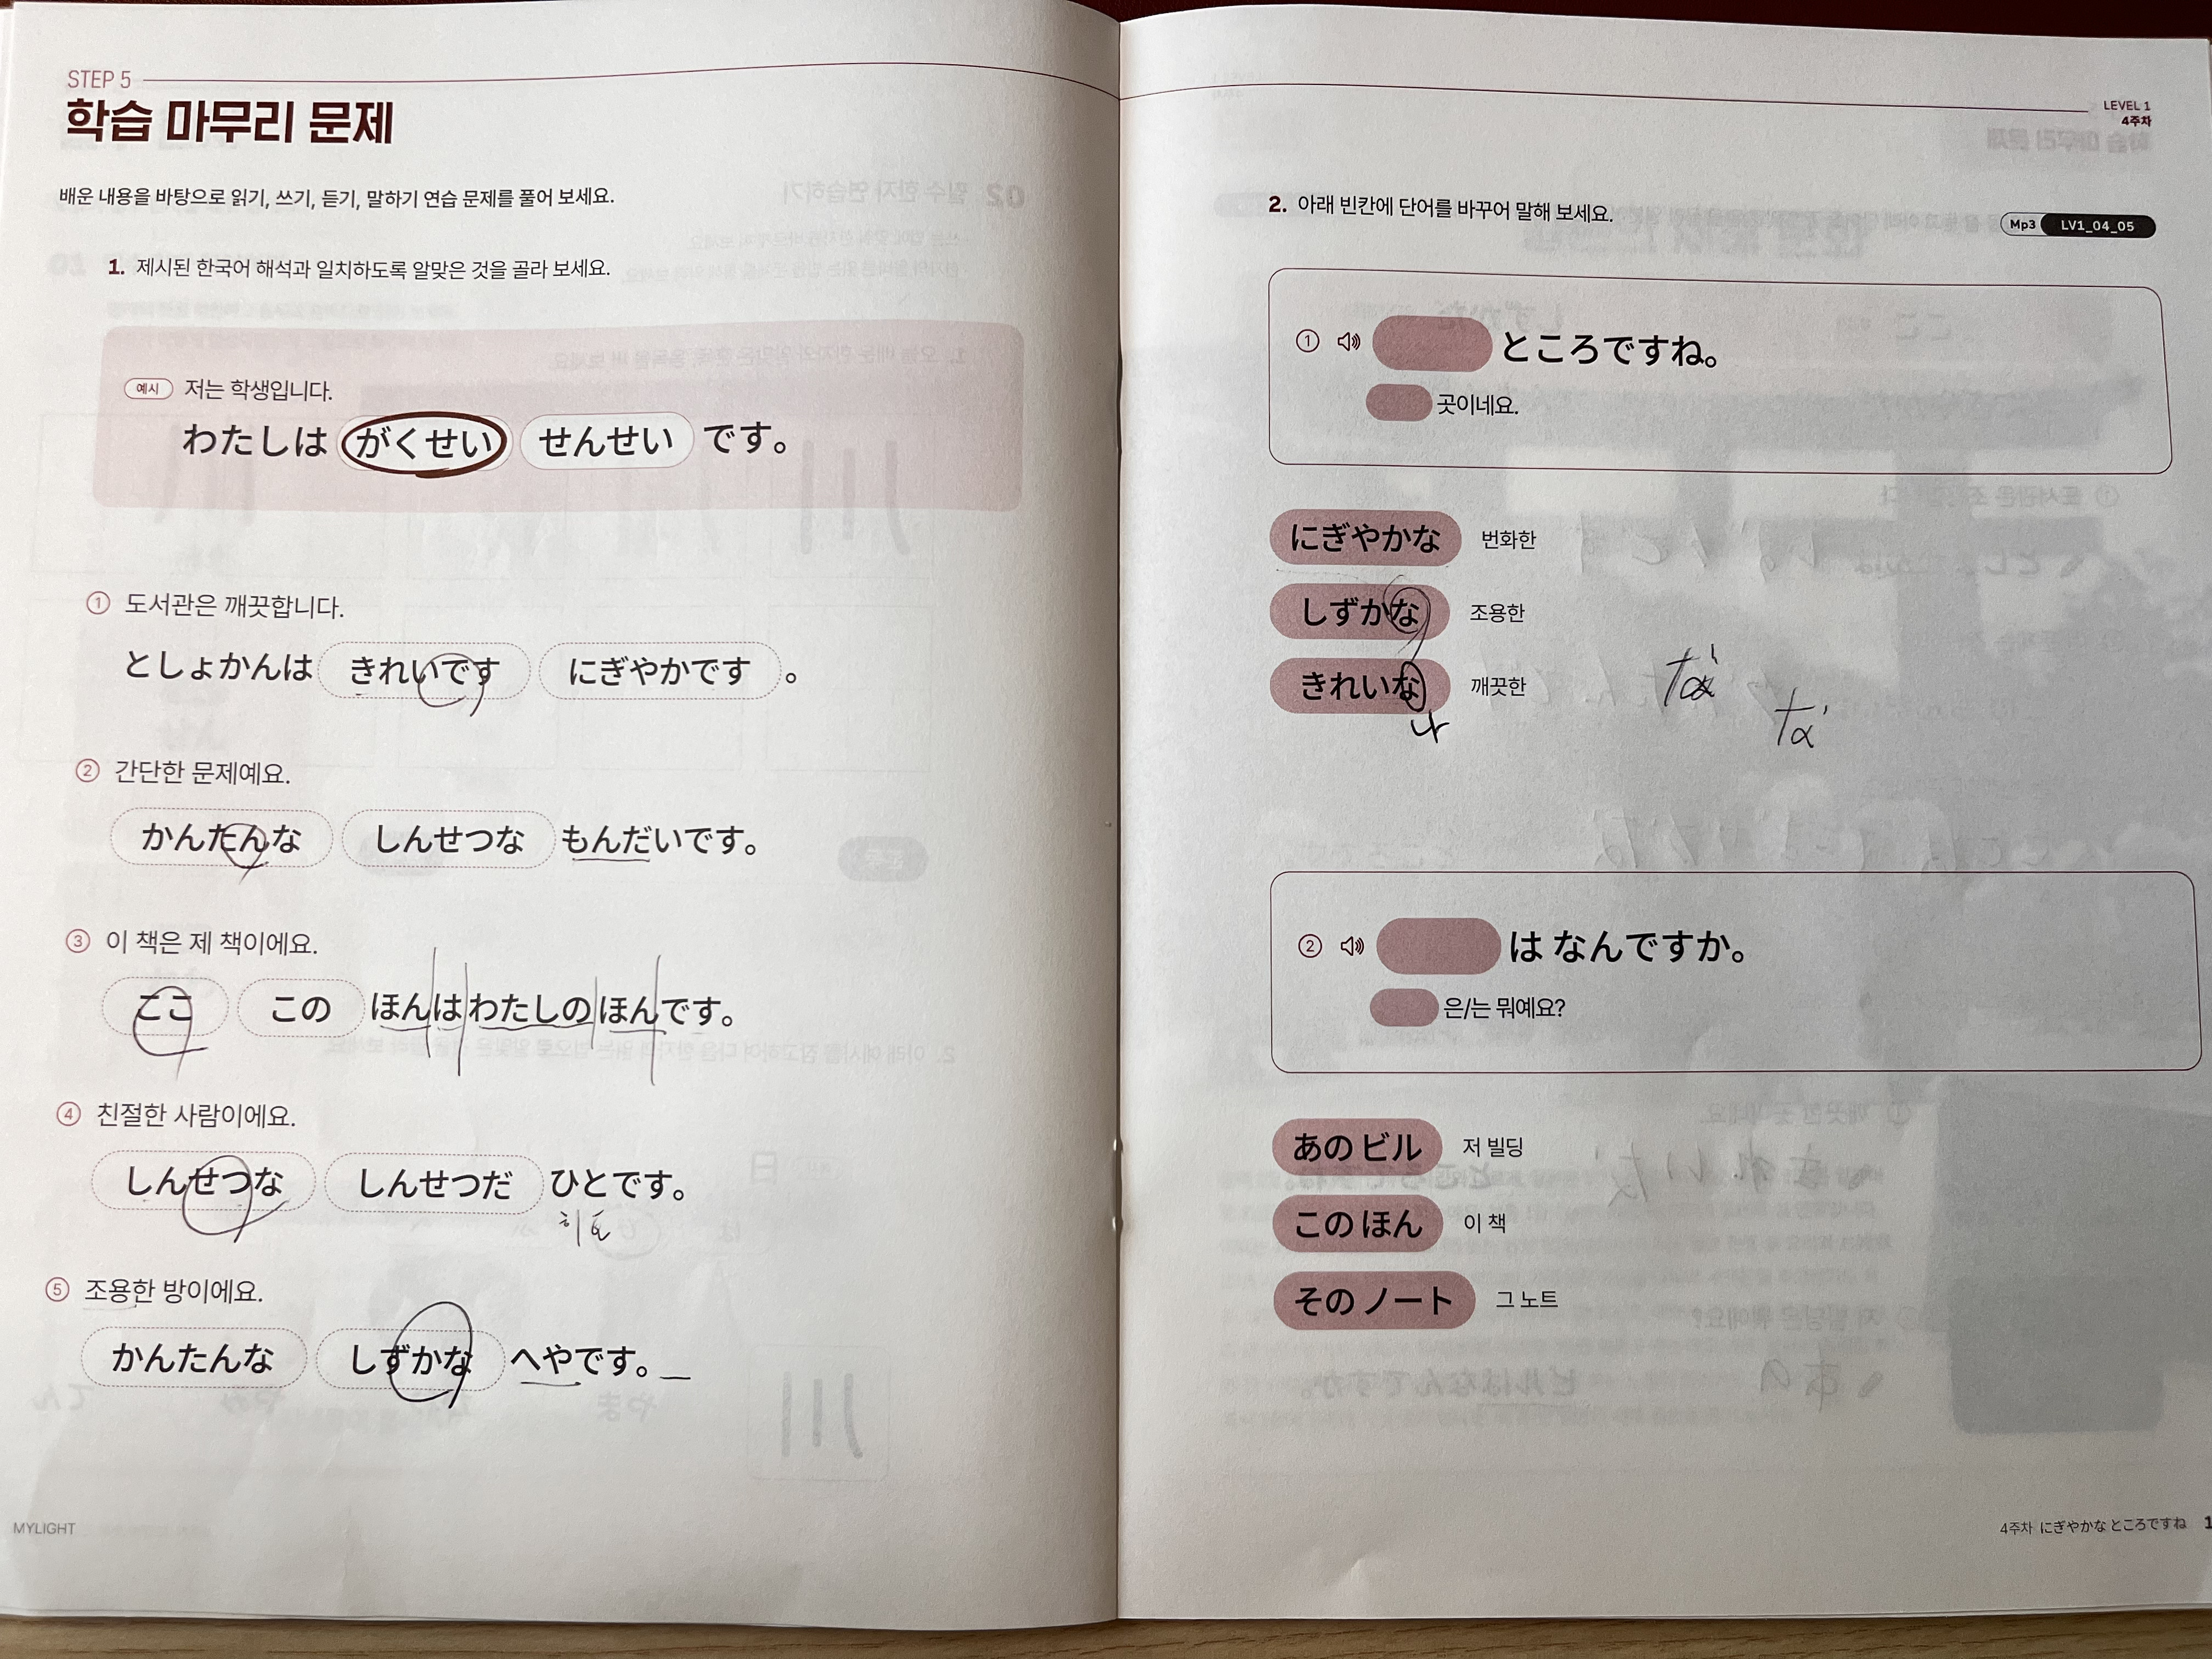 STEP 5
학습 마무리 문제
배운 내용을 바탕으로 읽기, 쓰기, 듣기, 말하기 연습 문제를 풀어 보세요.
1. 제시된 한국어 해석과 일치하도록 알맞은 것을 골라 보세요.
예시 저는 학생입니다.
わたしは がくせい せんせい です。
① 도서관은 깨끗합니다.
としょかんは きれいです にぎやかです 。
② 간단한 문제예요.
かんたんな しんせつな もんだいです。
③ 이 책은 제 책이에요.
ここ この ほんは わたしの ほんです。
④ 친절한 사람이에요.
しんせつな しんせつだ ひとです。
⑤ 조용한 방이에요.
かんたんな しずかな へやです。
MYLIGHT
LEVEL 1
4주차
2. 아래 빈칸에 단어를 바꾸어 말해 보세요.
Mp3 LV1_04_05
① ところですね。
곳이네요.
にぎやかな 번화한
しずかな 조용한
きれいな 깨끗한
나
な
な
② は なんですか。
은/는 뭐예요?
あの ビル 저 빌딩
この ほん 이 책
その ノート 그 노트
4주차 にぎやかな ところですね 1